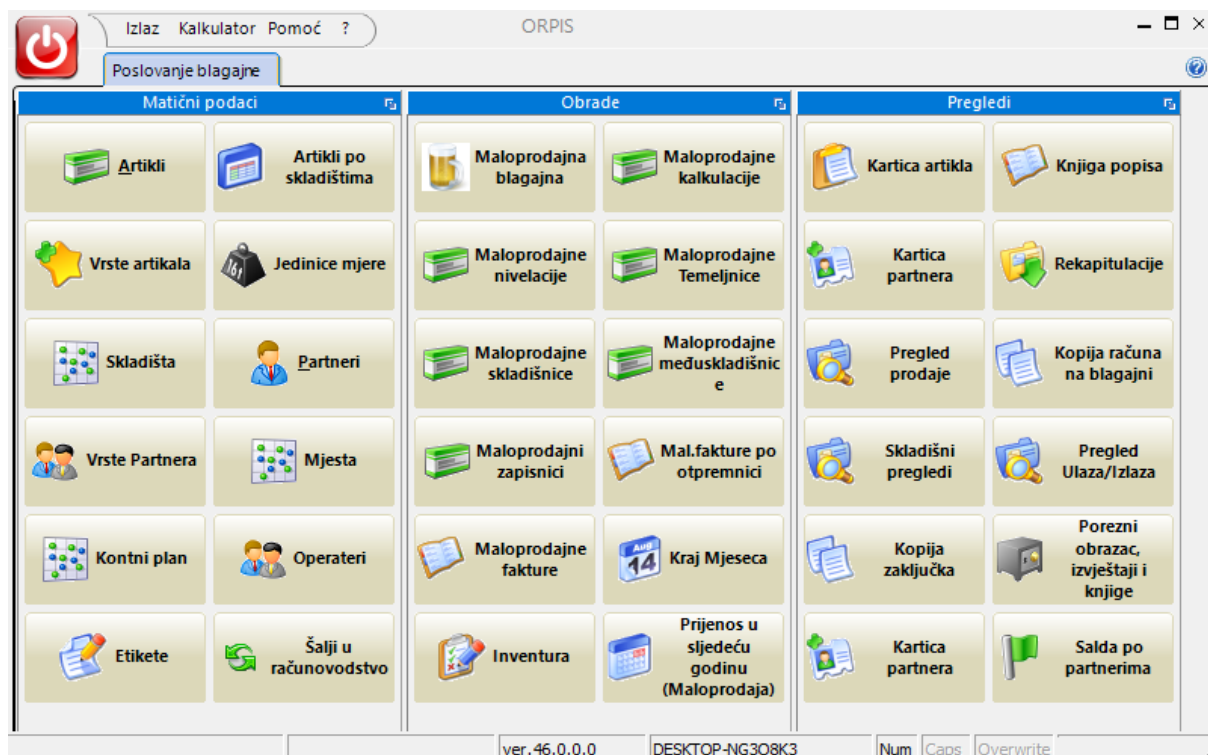 Izlaz Kalkulator Pomoć ?
ORPIS
Poslovanje blagajne
Matični podaci
Artikli
Artikli po
skladištima
Vrste artikala
16t
Jedinice mjere
Skladišta
Partneri
Vrste Partnera
Mjesta
Kontni plan
Operateri
Etikete
Šalji u
računovodstvo
Obrade
Maloprodajna
blagajna
Maloprodajne
kalkulacije
Maloprodajne
nivelacije
Maloprodajne
Temeljnice
Maloprodajne
skladišnice
Maloprodajne
međuskladišnic
e
Maloprodajni
zapisnici
Mal.fakture po
otpremnici
Maloprodajne
fakture
Aug
14
Kraj Mjeseca
Inventura
Prijenos u
sljedeću
godinu
(Maloprodaja)
Pregledi
Kartica artikla
Knjiga popisa
Kartica
partnera
Rekapitulacije
Pregled
prodaje
Kopija računa
na blagajni
Skladišni
pregledi
Pregled
Ulaza/Izlaza
Kopija
zaključka
Porezni
obrazac,
izvještaji i
knjige
Kartica
partnera
Salda po
partnerima
ver.46.0.0.0
DESKTOP-NG3O8K3
Num
Caps
Overwrite